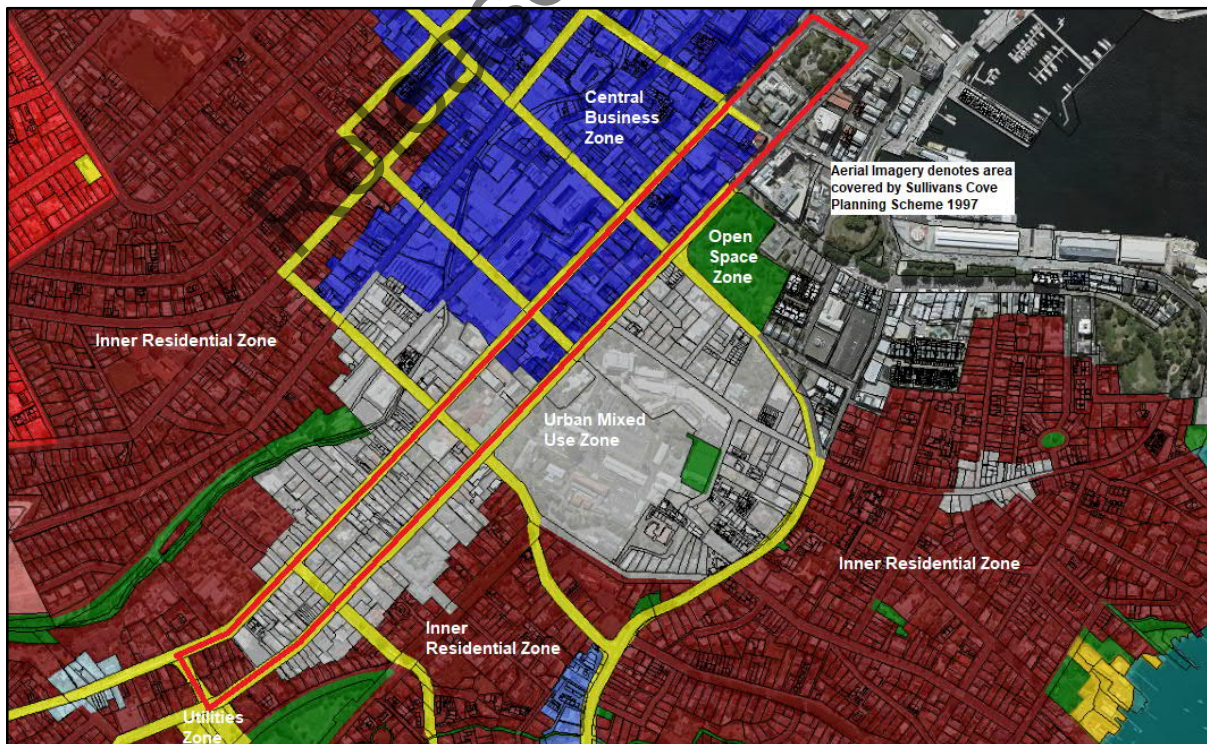 Central
Business
Zone
Aerial Imagery denotes area
covered by Sullivans Cove
Planning Scheme 1997
Open
Space
Zone
Inner Residential Zone
Urban Mixed
Use Zone
Inner Residential Zone
Inner
Residential Zone
Utilities
Zone